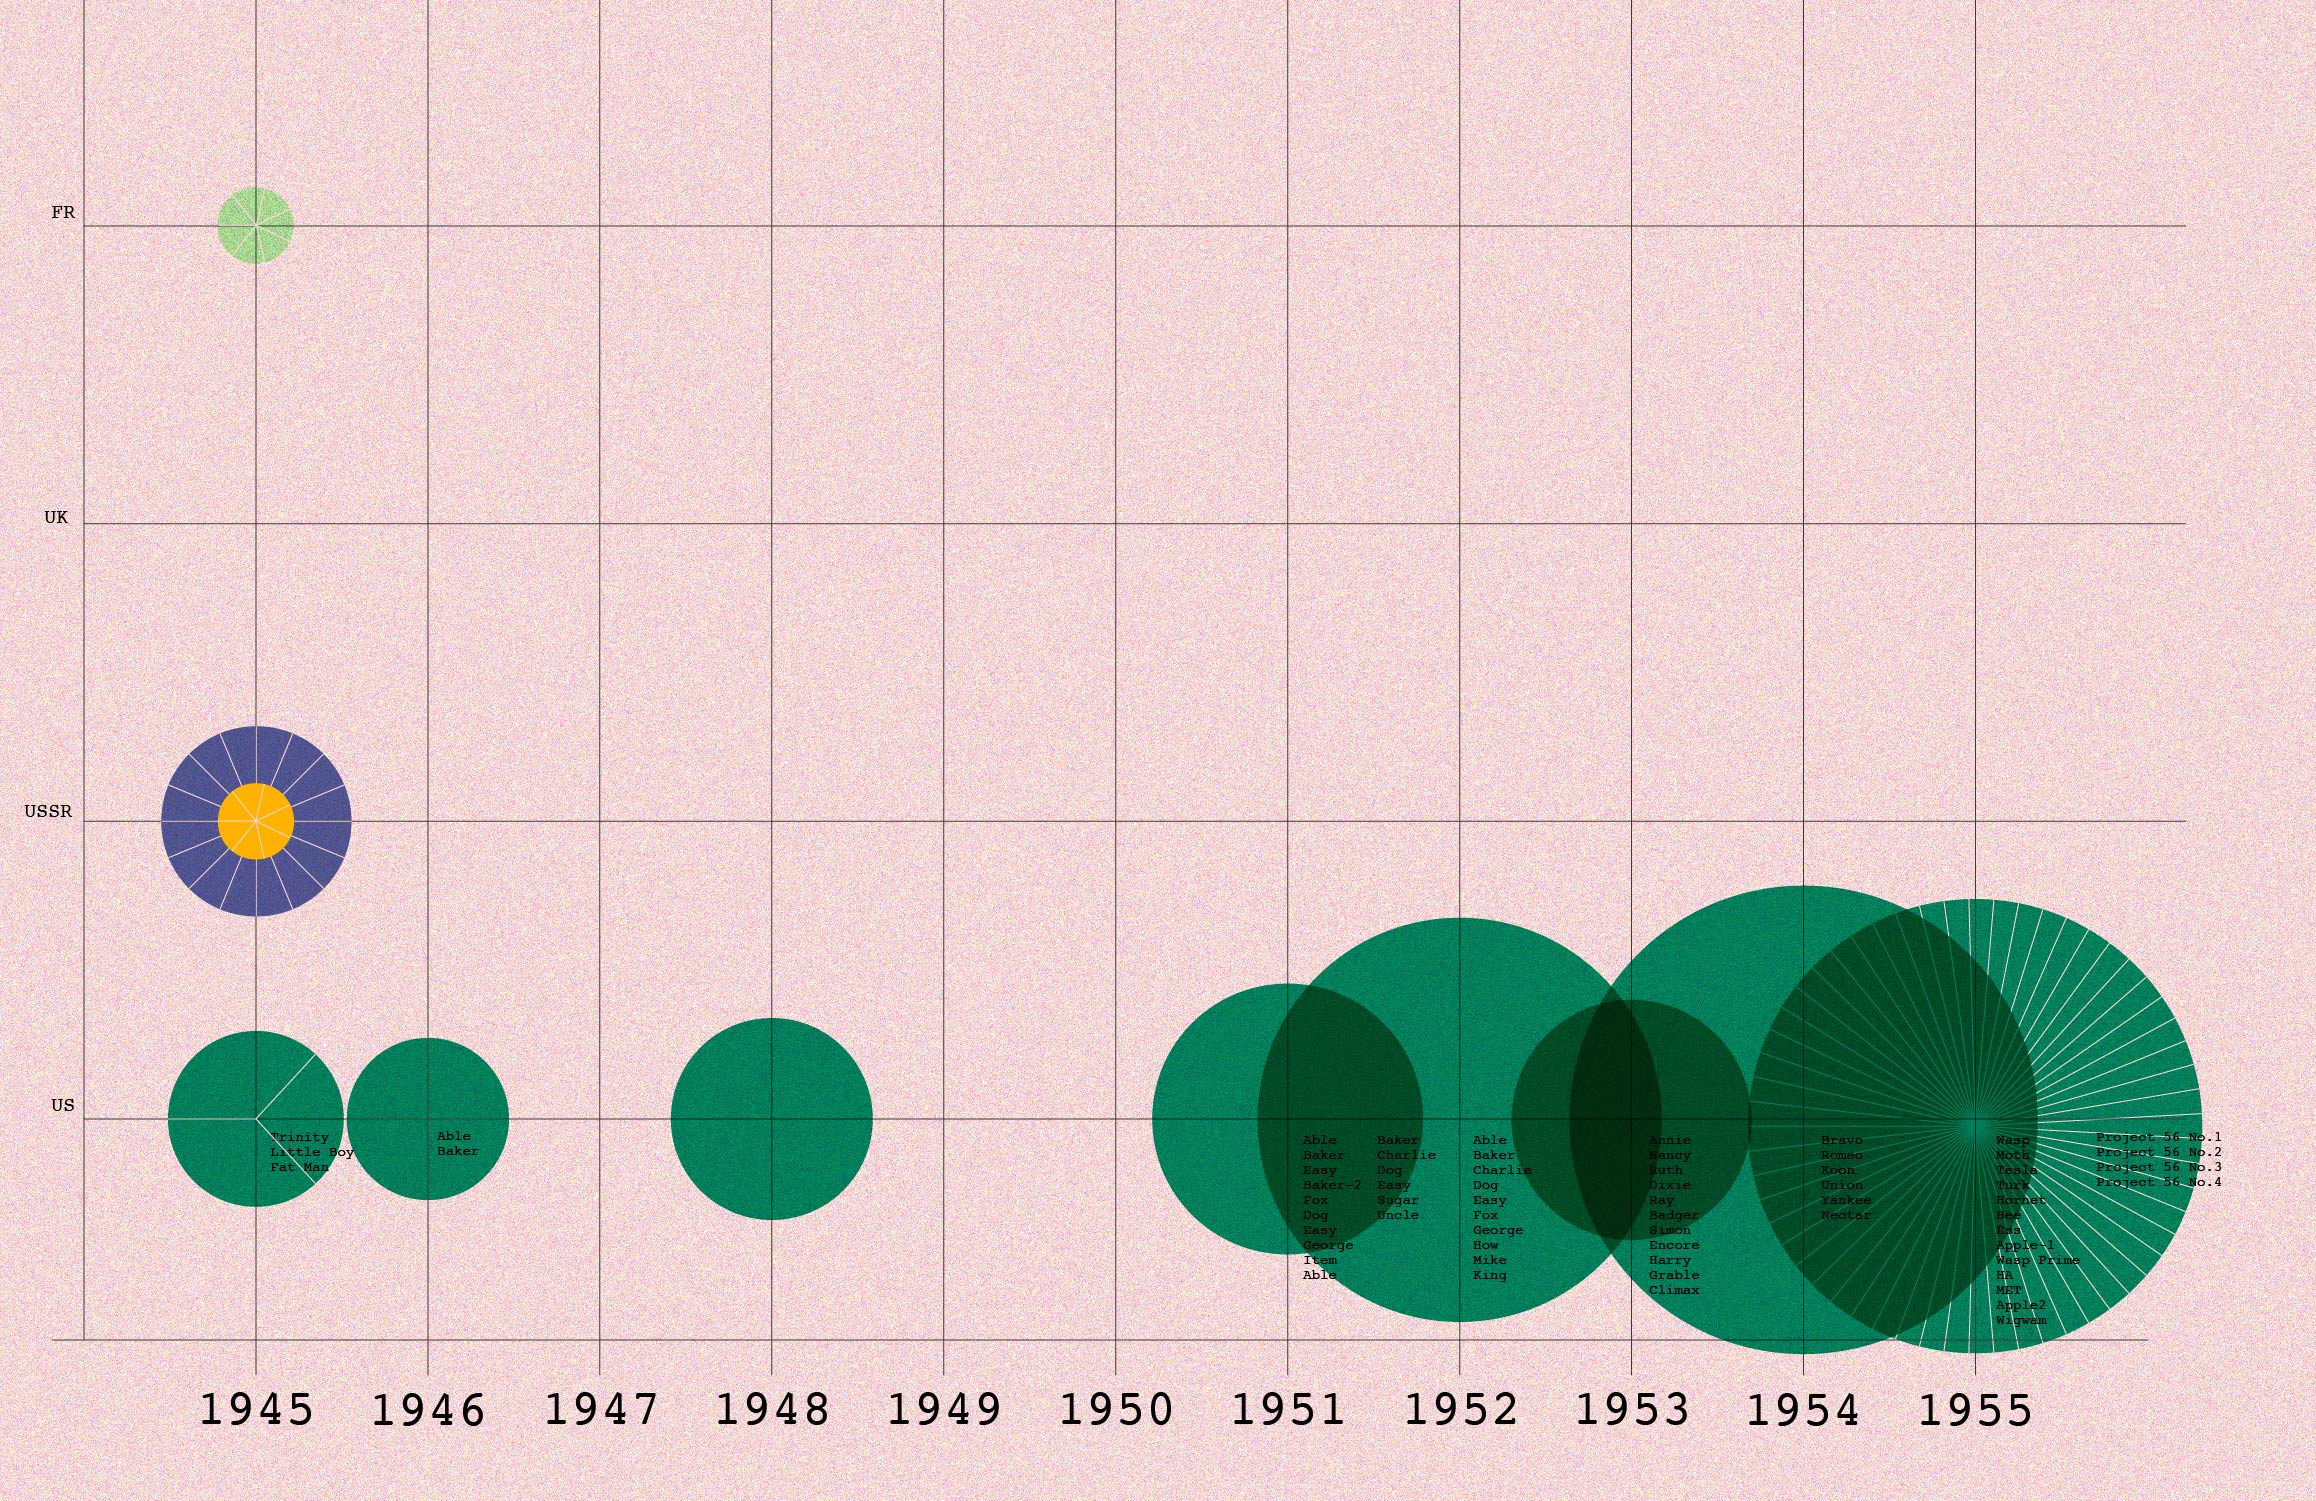 FR
UK
USSR
US
Trinity
Little Boy
Fat Man
Able
Baker
Able
Baker
Easy
Baker-2
Fox
Dog
Easy
George
Item
Able
Baker
Charlie
Dog
Easy
Sugar
Uncle
Able
Baker
Charlie
Dog
Easy
Fox
George
How
Mike
King
Annie
Nancy
Ruth
Dixie
Ray
Badger
Simon
Encore
Harry
Grable
Climax
Bravo
Romeo
Koon
Union
Yankee
Nectar
Wasp
Moth
Tesla
Turk
Hornet
Bee
Ess
Apple-1
Wasp Prime
HA
MET
Apple2
Wigwam
Project 56 No.1
Project 56 No.2
Project 56 No.3
Project 56 No.4
1945
1946
1947
1948
1949
1950
1951
1952
1953
1954
1955